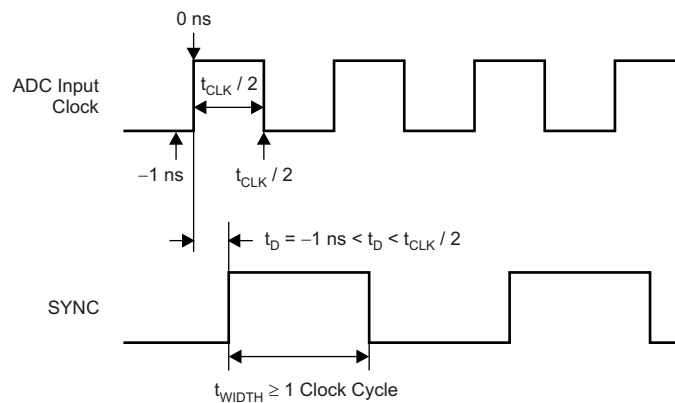 0 ns
ADC Input
Clock
t_CLK / 2
–1 ns
t_CLK / 2
t_D = –1 ns < t_D < t_CLK / 2
SYNC
t_WIDTH ≥ 1 Clock Cycle